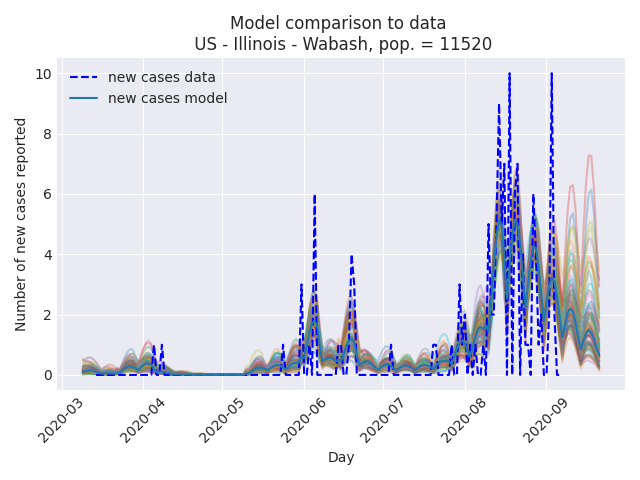 Model comparison to data
US - Illinois - Wabash, pop. = 11520
new cases data
new cases model
Number of new cases reported
10
8
6
4
2
0
2020-03
2020-04
2020-05
2020-06
2020-07
2020-08
2020-09
Day